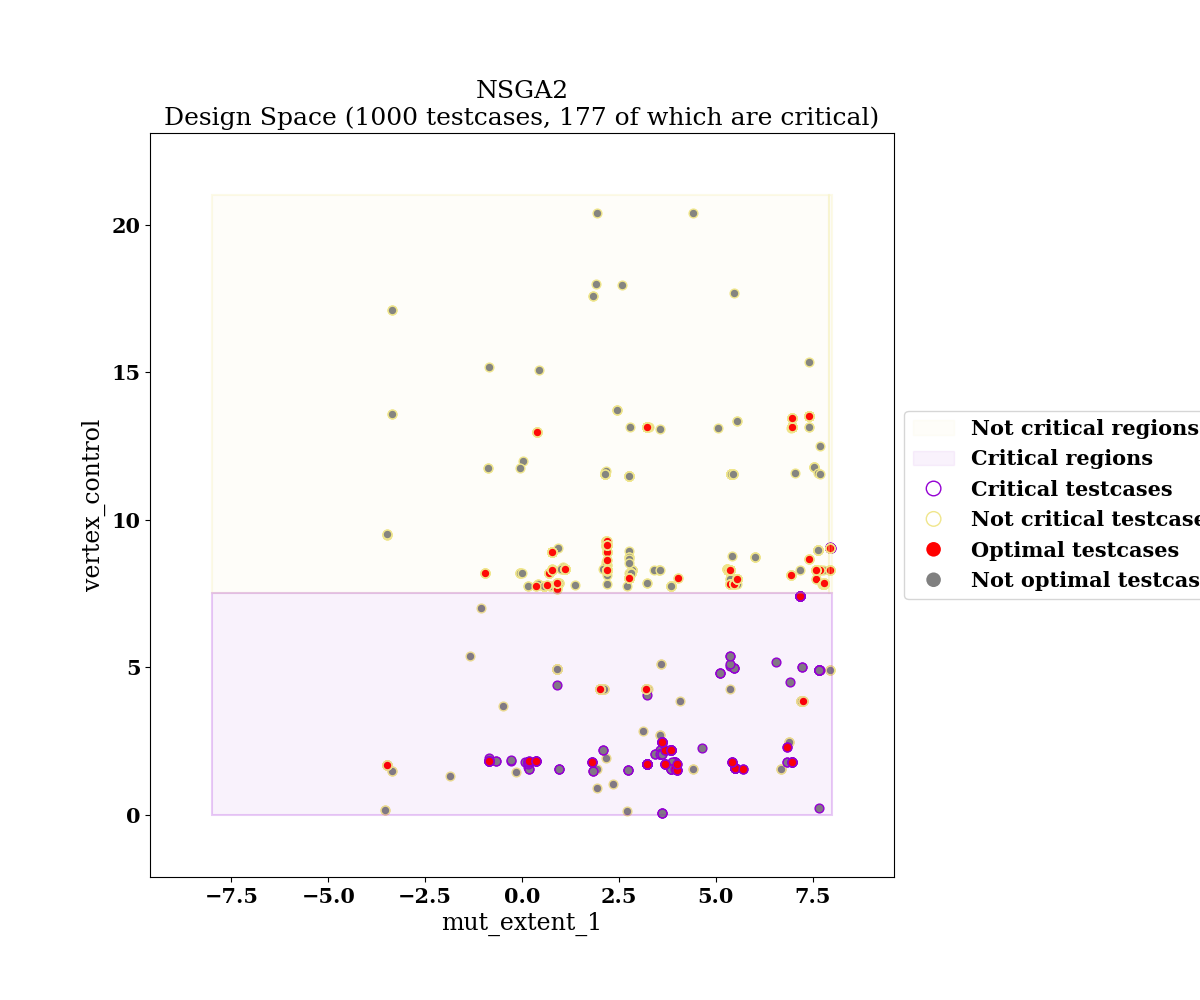 NSGA2
Design Space (1000 testcases, 177 of which are critical)
20
15
10
5
0
vertex_control
−7.5
−5.0
−2.5
0.0
2.5
5.0
7.5
mut_extent_1
Not critical regions
Critical regions
Critical testcases
Not critical testcase
Optimal testcases
Not optimal testcas